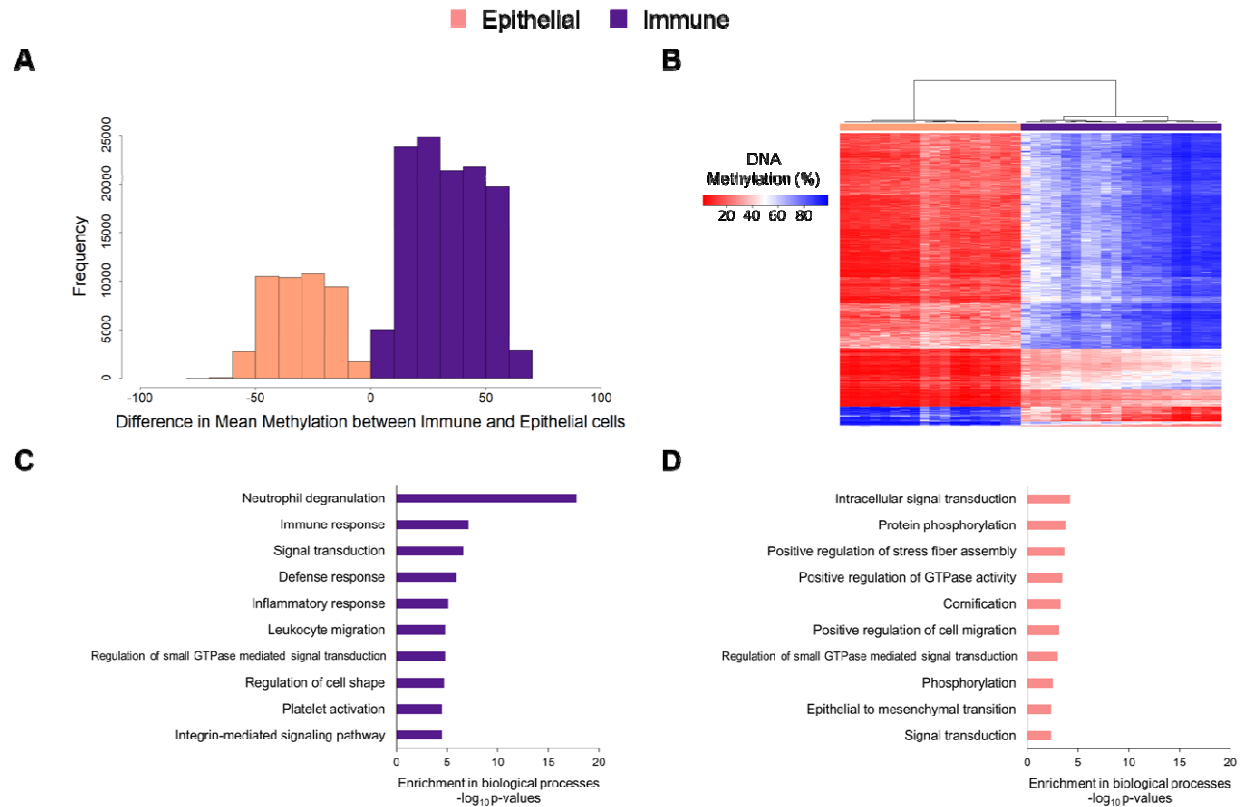 Epithelial Immune
A
25000
20000
15000
10000
5000
0
Frequency
-100 -50 0 50 100
Difference in Mean Methylation between Immune and Epithelial cells
B
DNA
Methylation (%)
20 40 60 80
C
Neutrophil degranulation
Immune response
Signal transduction
Defense response
Inflammatory response
Leukocyte migration
Regulation of small GTPase mediated signal transduction
Regulation of cell shape
Platelet activation
Integrin-mediated signaling pathway
0 5 10 15 20
Enrichment in biological processes
-log10 p-values
D
Intracellular signal transduction
Protein phosphorylation
Positive regulation of stress fiber assembly
Positive regulation of GTPase activity
Cornification
Positive regulation of cell migration
Regulation of small GTPase mediated signal transduction
Phosphorylation
Epithelial to mesenchymal transition
Signal transduction
0 5 10 15 20
Enrichment in biological processes
-log10 p-values